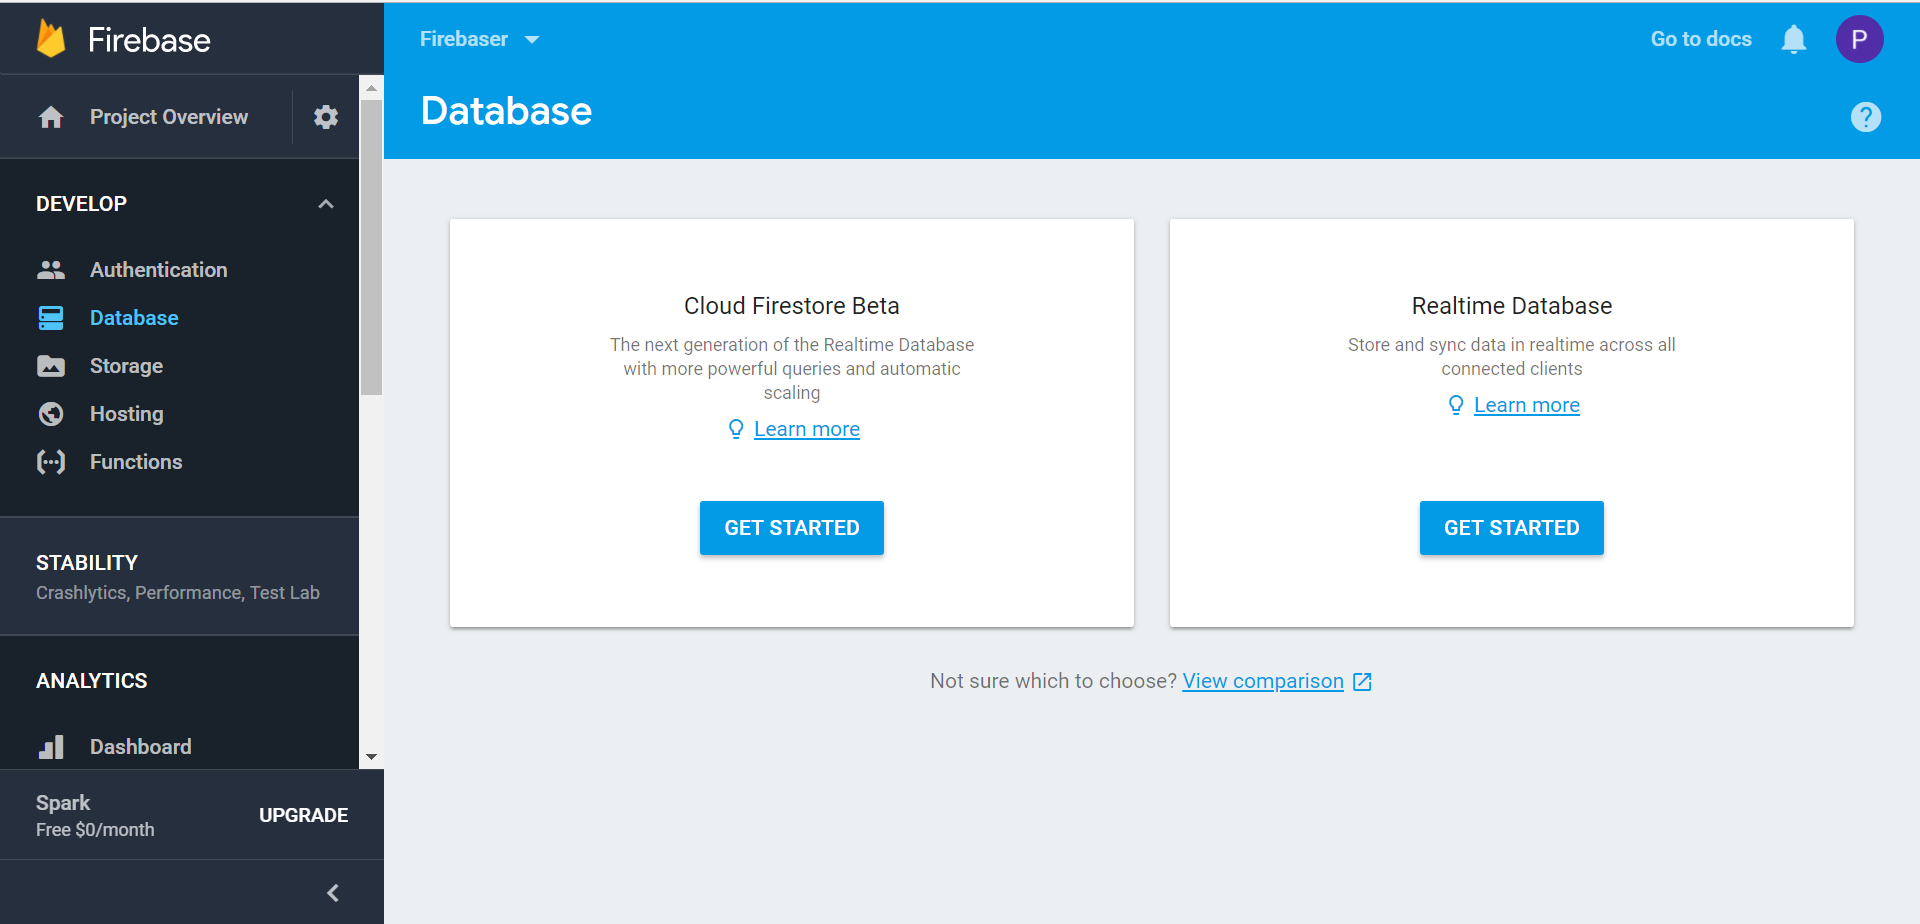 Firebase
Project Overview
DEVELOP
Authentication
Database
Storage
Hosting
Functions
STABILITY
Crashlytics, Performance, Test Lab
ANALYTICS
Dashboard
Spark
Free $0/month
UPGRADE
Firebaser
Go to docs
P
Database
?
Cloud Firestore Beta
The next generation of the Realtime Database
with more powerful queries and automatic
scaling
Learn more
GET STARTED
Realtime Database
Store and sync data in realtime across all
connected clients
Learn more
GET STARTED
Not sure which to choose? View comparison